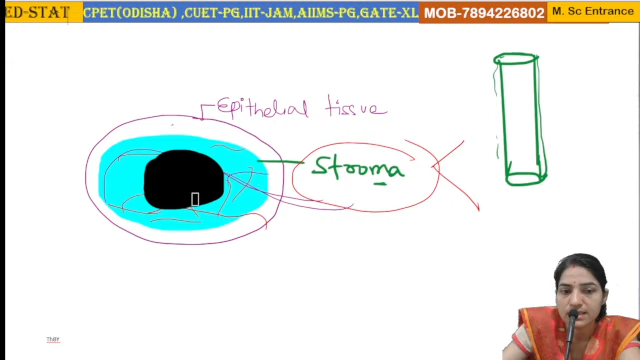 ED-STAT CPET(ODISHA) ,CUET-PG,IIT-JAM,AIIMS-PG,GATE-XL MOB-7894226802 M. Sc Entrance
Epithelial tissue
Stroma